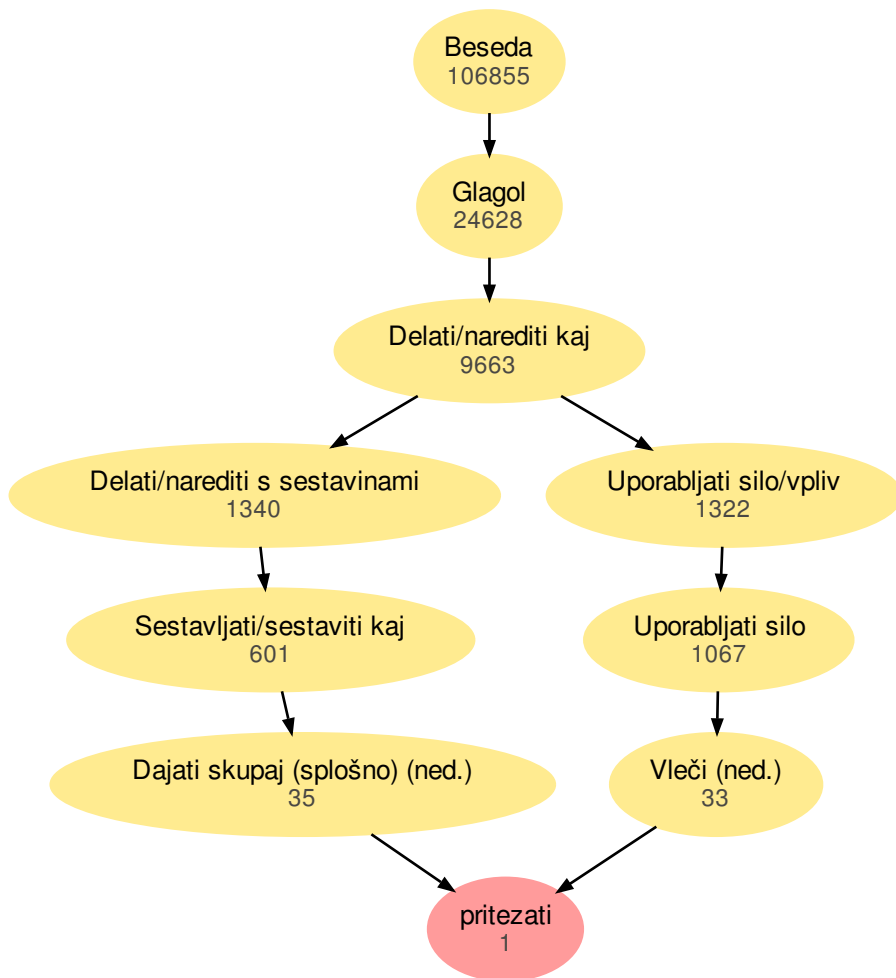 Beseda
106855
Glagol
24628
Delati/narediti kaj
9663
Delati/narediti s sestavinami
1340
Uporabljati silo/vpliv
1322
Sestavljati/sestaviti kaj
601
Uporabljati silo
1067
Dajati skupaj (splošno) (ned.)
35
Vleči (ned.)
33
pritezati
1